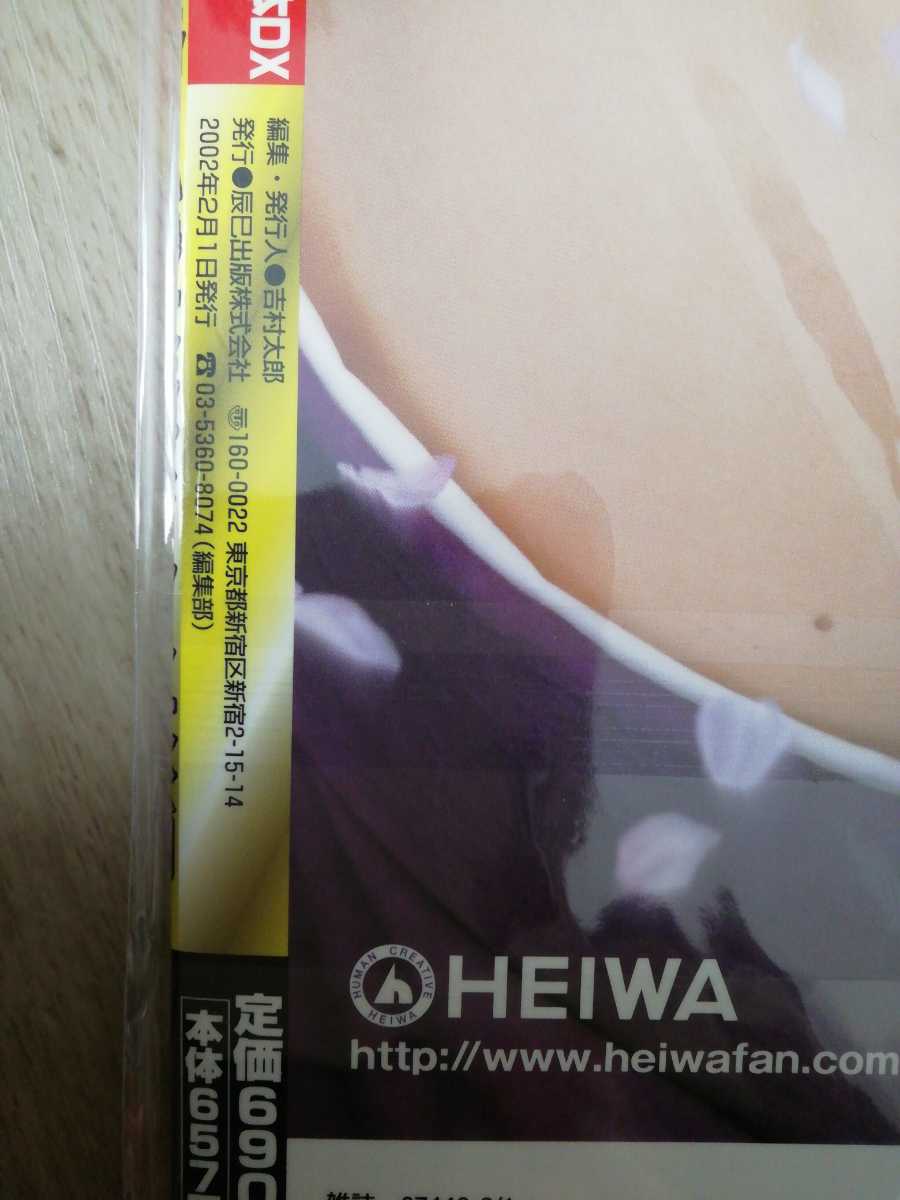 DX
編集・発行人●吉村太郎
発行●辰巳出版株式会社 〠160-0022 東京都新宿区新宿2-15-14
2002年2月1日発行 ☎03-5360-8074(編集部)
定価690
本体657
HUMAN CREATIVE HEIWA
HEIWA
http://www.heiwafan.com